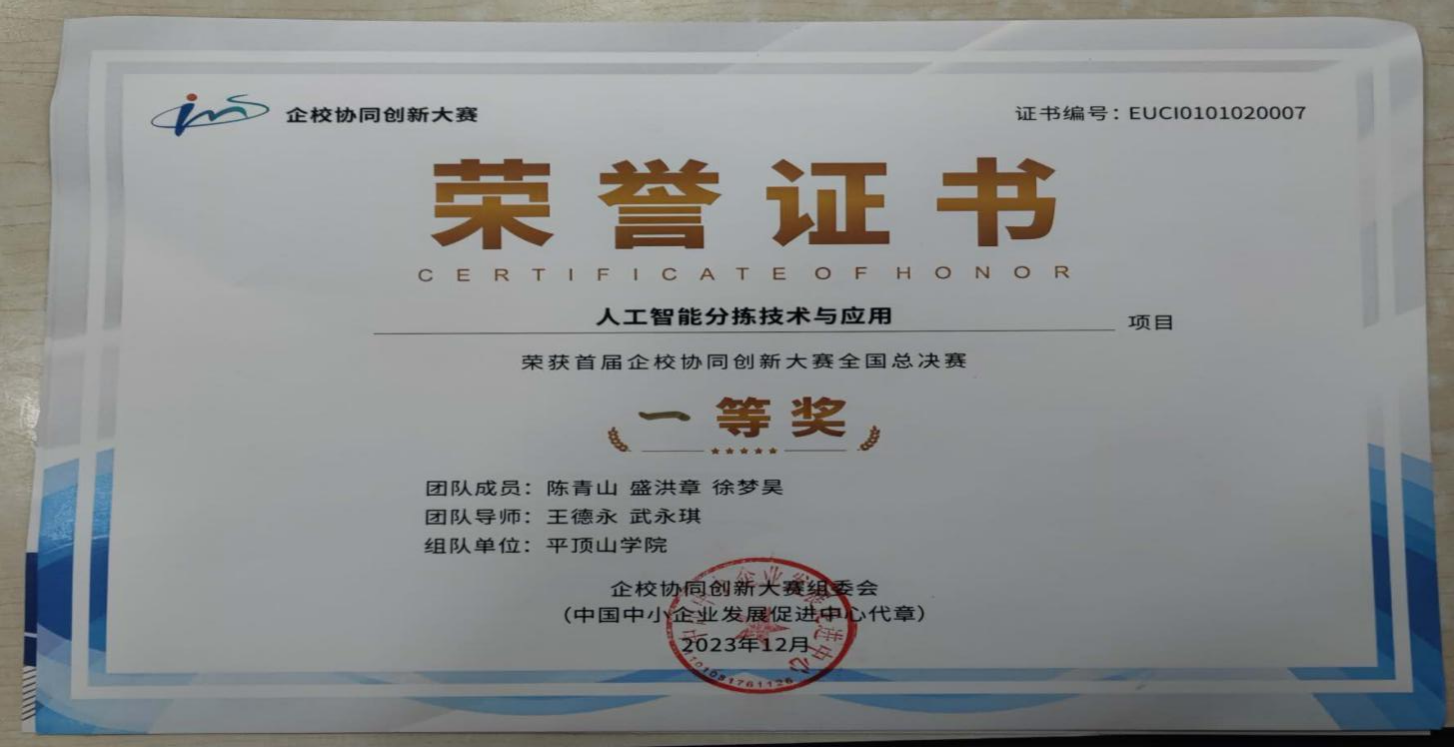 企校协同创新大赛
证书编号：EUCI0101020007
荣誉证书
CERTIFICATEOFHONOR
人工智能分拣技术与应用 项目
荣获首届企校协同创新大赛全国总决赛
一等奖
团队成员：陈青山 盛洪章 徐梦昊
团队导师：王德永 武永琪
组队单位：平顶山学院
企校协同创新大赛组委会
（中国中小企业发展促进中心代章）
2023年12月